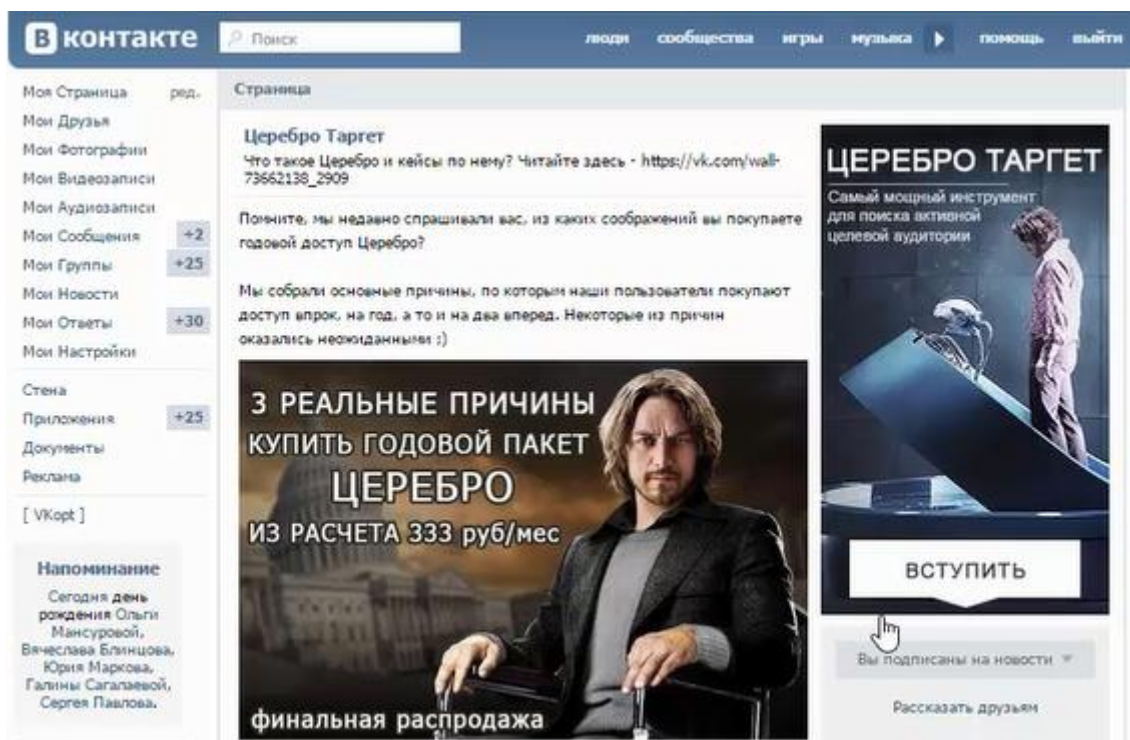 В контакте
Поиск
люди сообщества игры музыка помощь выйти
Моя Страница ред.
Мои Друзья
Мои Фотографии
Мои Видеозаписи
Мои Аудиозаписи
Мои Сообщения +2
Мои Группы +25
Мои Новости
Мои Ответы +30
Мои Настройки
Стена
Приложения +25
Документы
Реклама
[ VKopt ]
Напоминание
Сегодня день
рождения Ольги
Мансуровой,
Вячеслава Блинцова,
Юрия Маркова,
Галины Сагалаевой,
Сергея Павлова.
Страница
Церебро Таргет
Что такое Церебро и кейсы по нему? Читайте здесь - https://vk.com/wall-
73662138_2909
Помните, мы недавно спрашивали вас, из каких соображений вы покупаете
годовой доступ Церебро?
Мы собрали основные причины, по которым наши пользователи покупают
доступ впрок, на год, а то и на два вперед. Некоторые из причин
оказались неожиданными :)
3 РЕАЛЬНЫЕ ПРИЧИНЫ
КУПИТЬ ГОДОВОЙ ПАКЕТ
ЦЕРЕБРО
ИЗ РАСЧЕТА 333 руб/мес
финальная распродажа
ЦЕРЕБРО ТАРГЕТ
Самый мощный инструмент
для поиска активной
целевой аудитории
ВСТУПИТЬ
Вы подписаны на новости
Рассказать друзьям